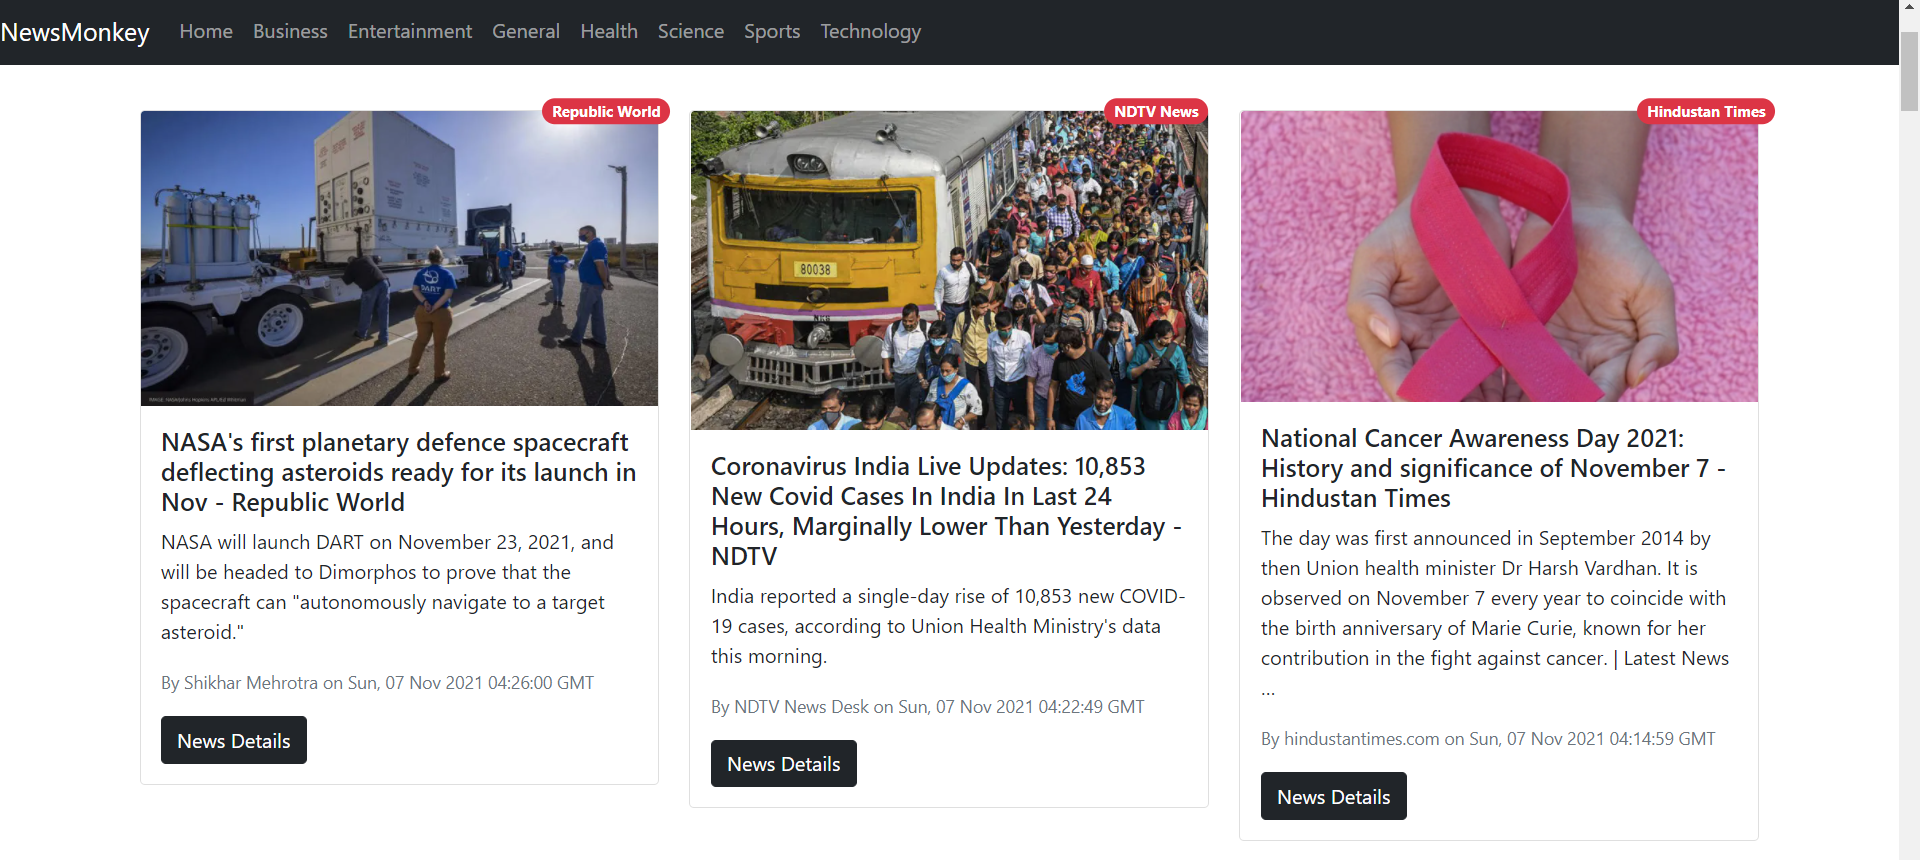 NewsMonkey Home Business Entertainment General Health Science Sports Technology
Republic World
DART
NASA's first planetary defence spacecraft
deflecting asteroids ready for its launch in
Nov - Republic World
NASA will launch DART on November 23, 2021, and
will be headed to Dimorphos to prove that the
spacecraft can "autonomously navigate to a target
asteroid."
By Shikhar Mehrotra on Sun, 07 Nov 2021 04:26:00 GMT
News Details
NDTV News
80038
Coronavirus India Live Updates: 10,853
New Covid Cases In India In Last 24
Hours, Marginally Lower Than Yesterday -
NDTV
India reported a single-day rise of 10,853 new COVID-
19 cases, according to Union Health Ministry's data
this morning.
By NDTV News Desk on Sun, 07 Nov 2021 04:22:49 GMT
News Details
Hindustan Times
National Cancer Awareness Day 2021:
History and significance of November 7 -
Hindustan Times
The day was first announced in September 2014 by
then Union health minister Dr Harsh Vardhan. It is
observed on November 7 every year to coincide with
the birth anniversary of Marie Curie, known for her
contribution in the fight against cancer. | Latest News
...
By hindustantimes.com on Sun, 07 Nov 2021 04:14:59 GMT
News Details